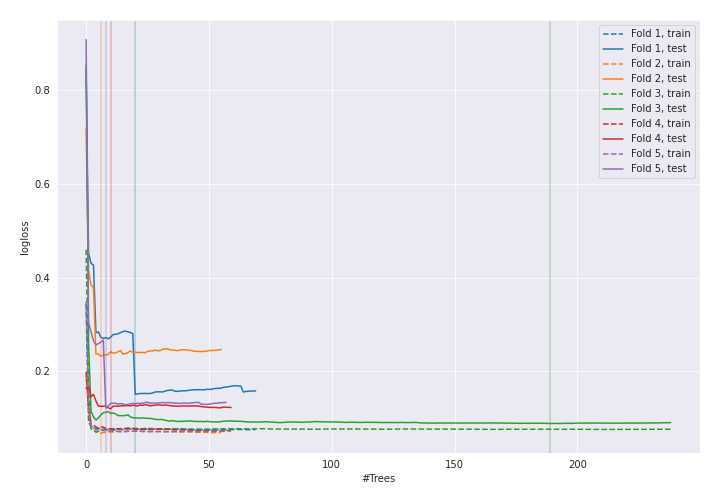 Fold 1, train
Fold 1, test
Fold 2, train
Fold 2, test
Fold 3, train
Fold 3, test
Fold 4, train
Fold 4, test
Fold 5, train
Fold 5, test
logloss
0.8
0.6
0.4
0.2
0 50 100 150 200
#Trees